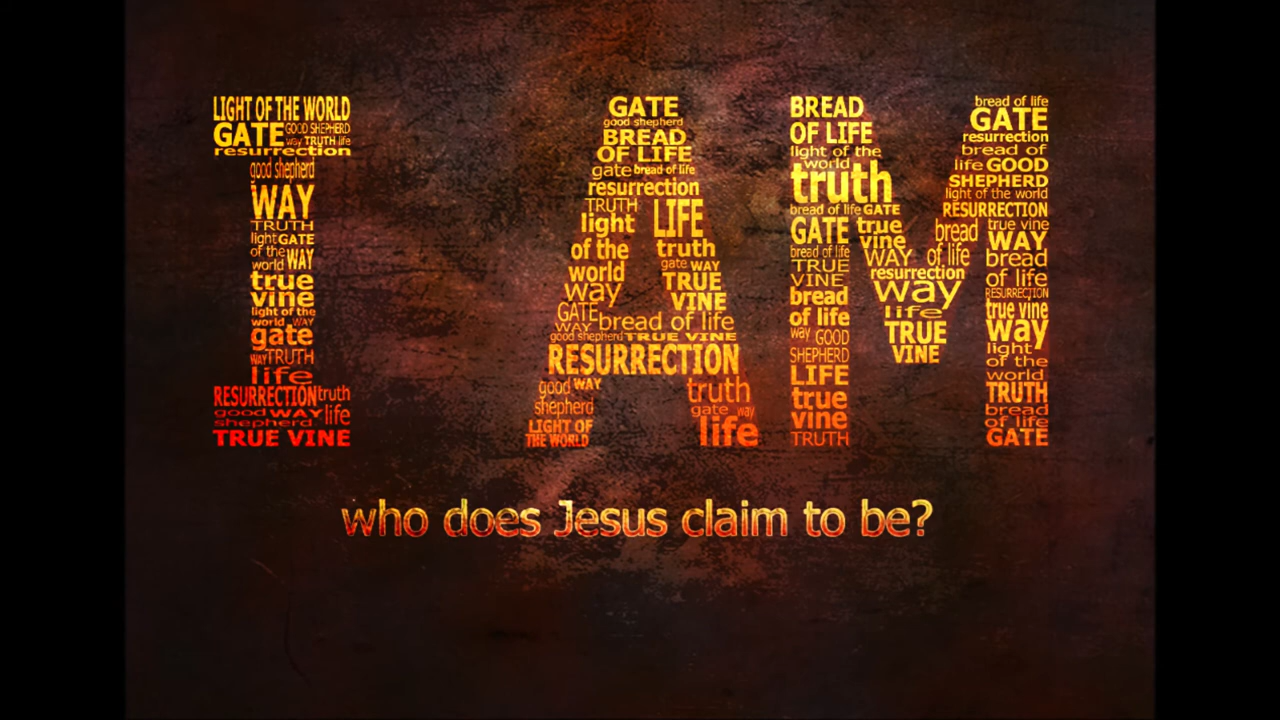 LIGHT OF THE WORLD
GATE GOOD SHEPHERD
way TRUTH life
resurrection
good shepherd
WAY
TRUTH
light GATE
of the WAY
world
true
vine
light of the
world WAY
gate
WAY TRUTH
life
RESURRECTION truth
good WAY life
shepherd
TRUE VINE
GATE
good shepherd
BREAD
OF LIFE
gate bread of life
resurrection
TRUTH LIFE
light
of the truth
gate WAY
world TRUE
way VINE
GATE
WAY bread of life
good shepherd TRUE VINE
RESURRECTION
good WAY truth
shepherd gate way
LIGHT OF life
THE WORLD
BREAD
OF LIFE
light of the
world
truth
bread of life GATE
GATE true
vine
bread of life WAY
TRUE resurrection
VINE way
bread life
of life TRUE
way GOOD VINE
SHEPHERD
LIFE
true
vine
TRUTH
bread of life
GATE
resurrection
bread of
life GOOD
SHEPHERD
light of the world
RESURRECTION
bread true vine
of life WAY
bread
of life
RESURRECTION
true vine
way
light
of the
world
TRUTH
bread
of life
GATE
who does Jesus claim to be?